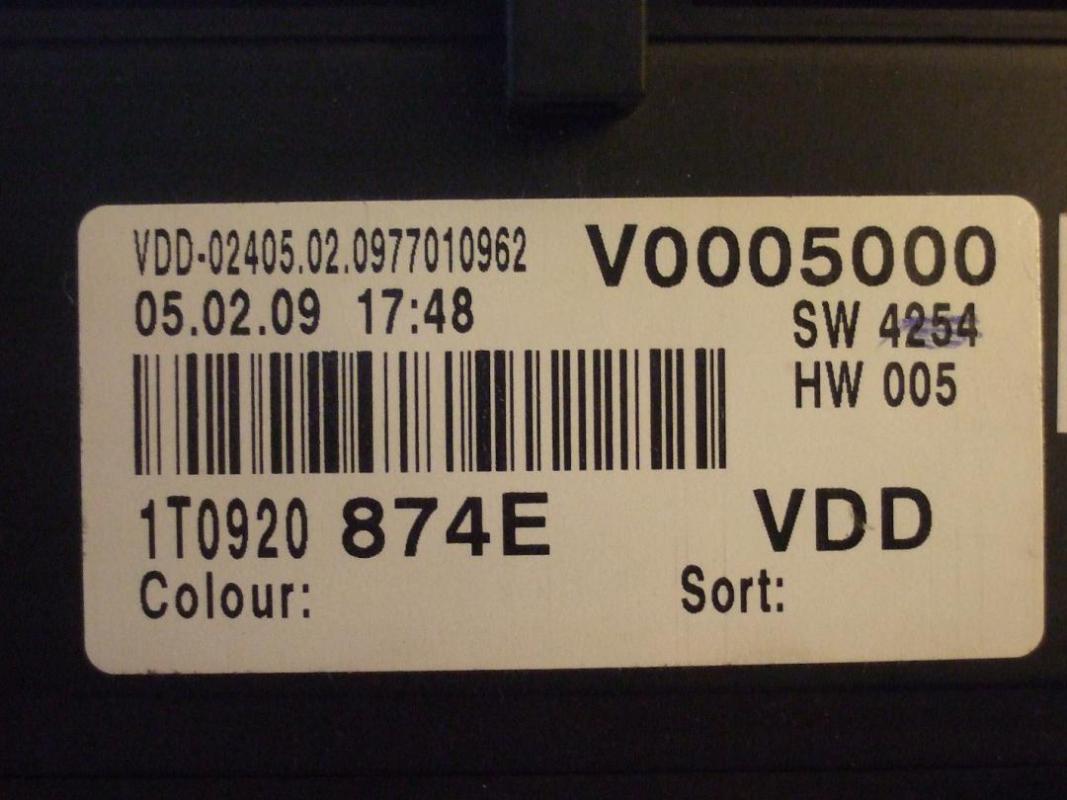 VDD-02405.02.0977010962 V0005000
05.02.09 17:48 SW 4254
HW 005
1T0920 874E VDD
Colour: Sort: